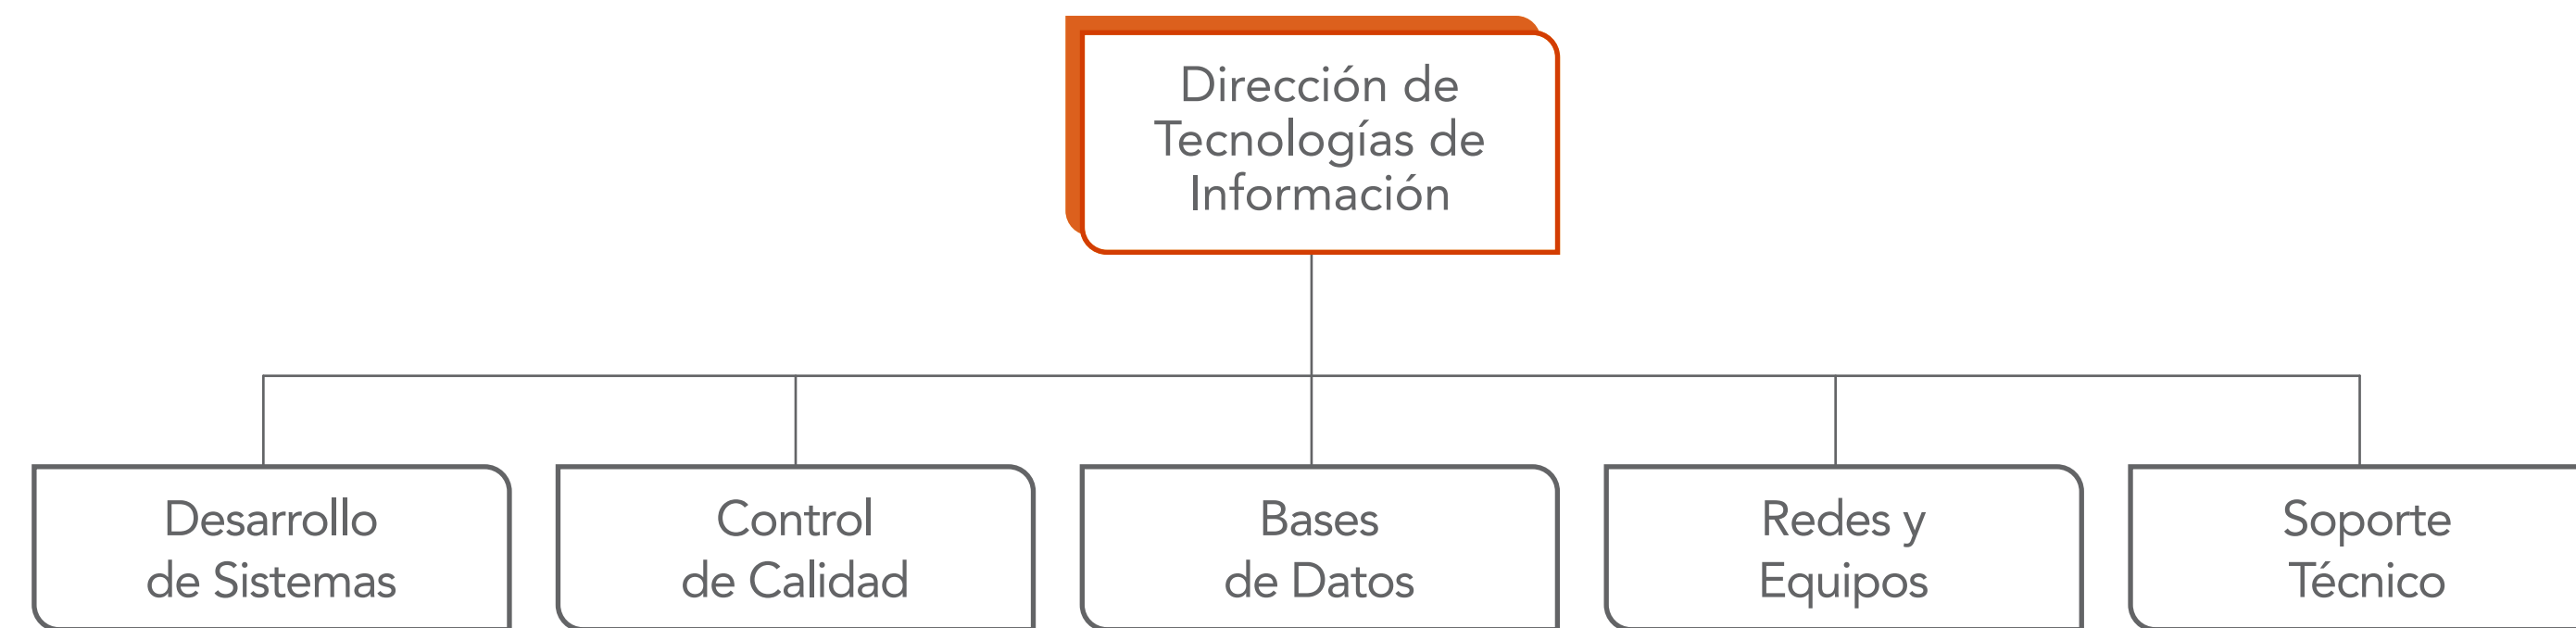 Dirección de
Tecnologías de
Información
Desarrollo
de Sistemas
Control
de Calidad
Bases
de Datos
Redes y
Equipos
Soporte
Técnico